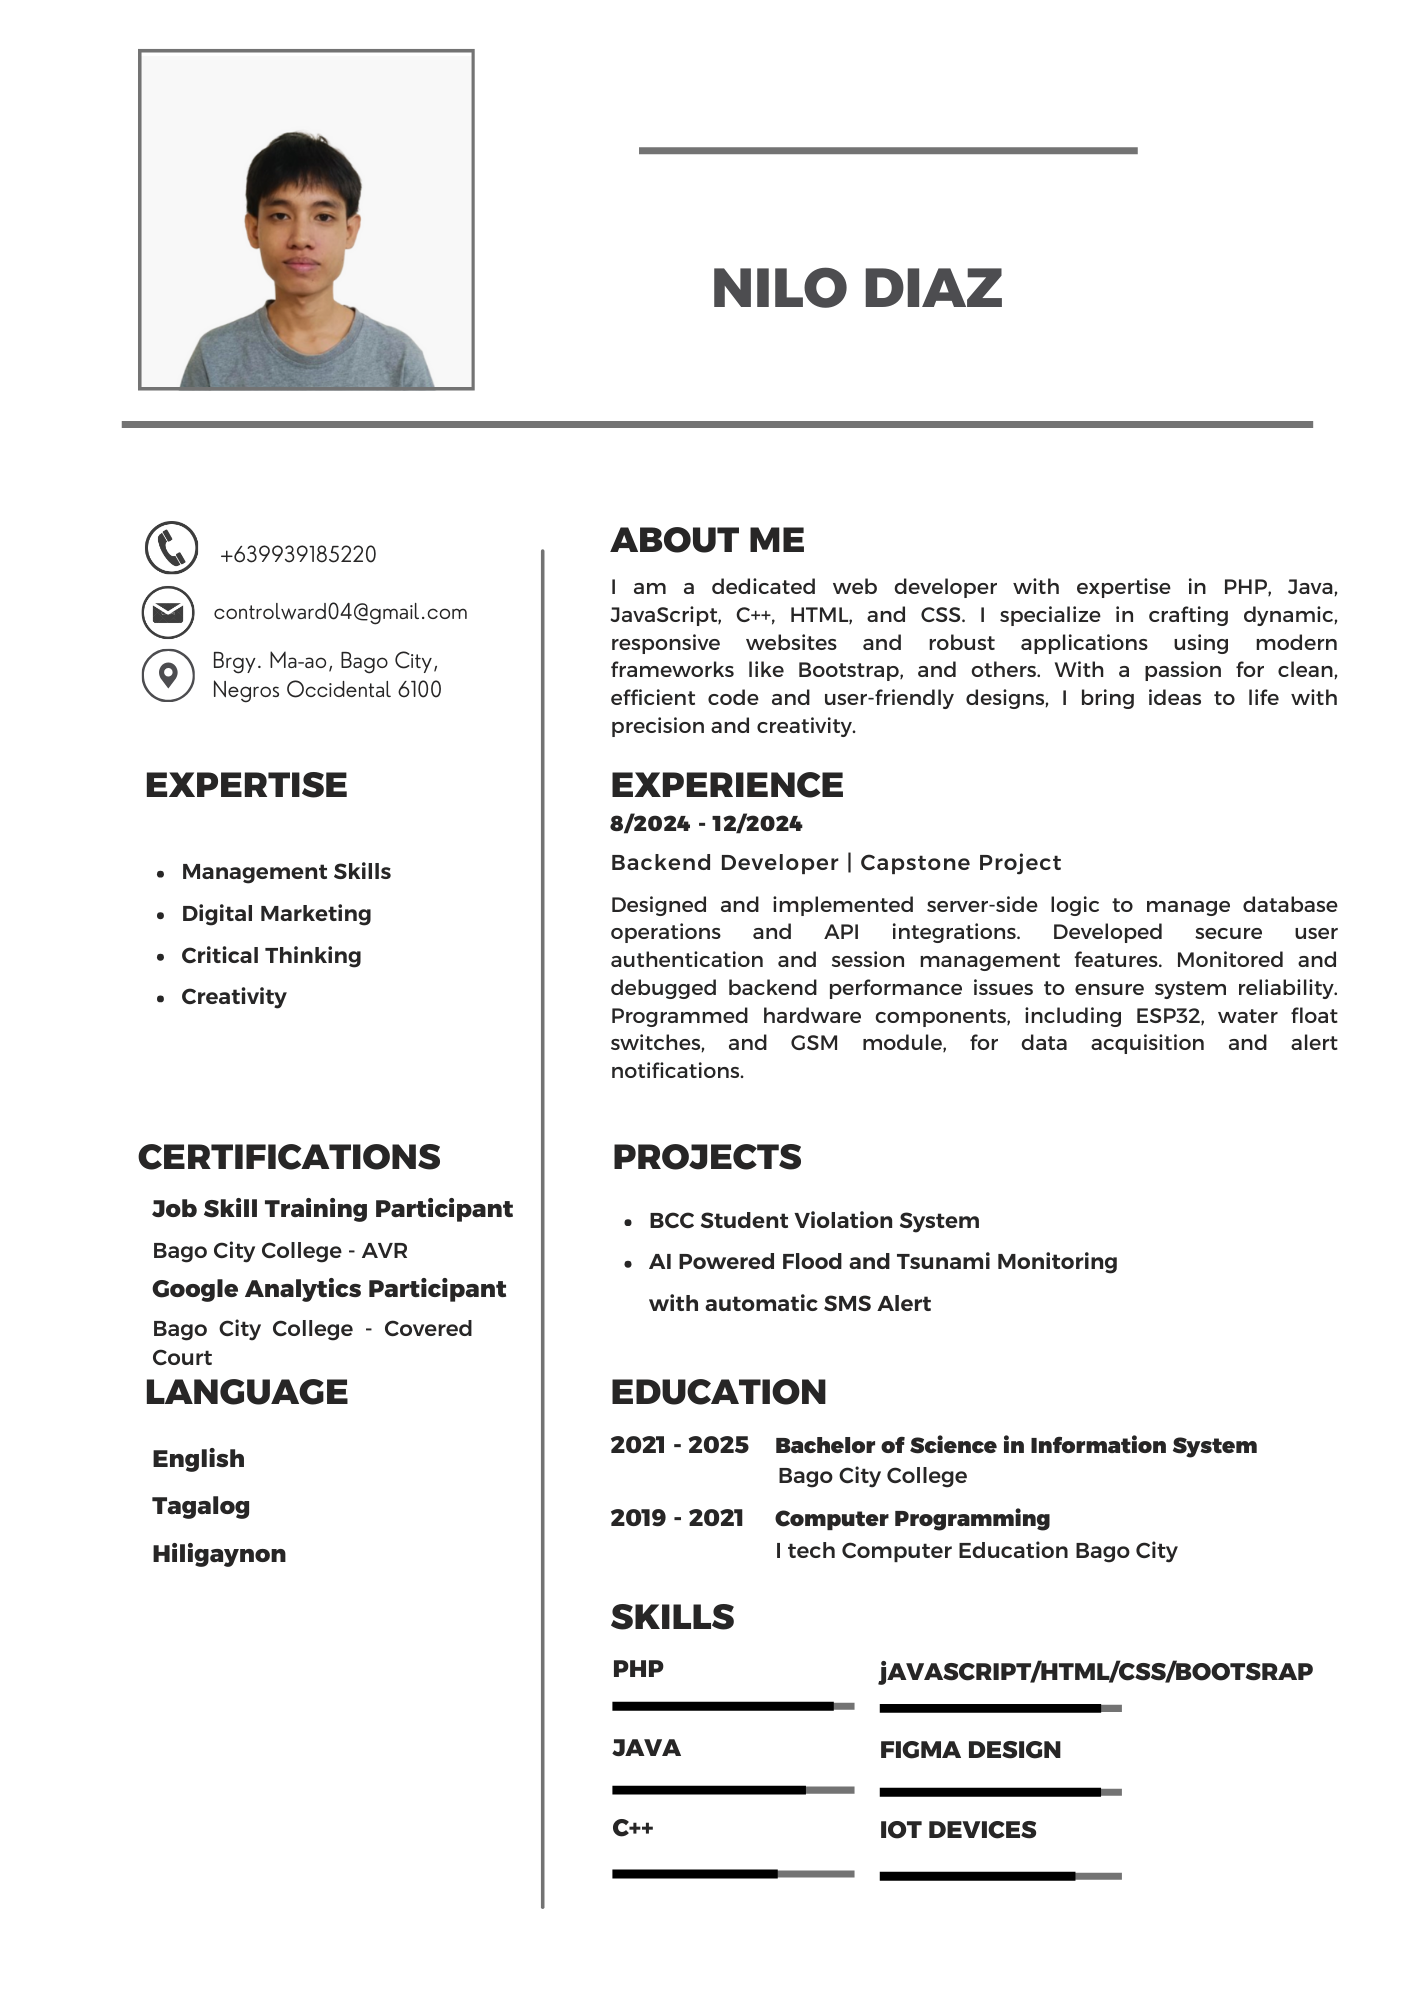 NILO DIAZ
+639939185220
controlward04@gmail.com
Brgy. Ma-ao, Bago City,
Negros Occidental 6100
EXPERTISE
Management Skills
Digital Marketing
Critical Thinking
Creativity
CERTIFICATIONS
Job Skill Training Participant
Bago City College - AVR
Google Analytics Participant
Bago City College - Covered
Court
LANGUAGE
English
Tagalog
Hiligaynon
ABOUT ME
I am a dedicated web developer with expertise in PHP, Java,
JavaScript, C++, HTML, and CSS. I specialize in crafting dynamic,
responsive websites and robust applications using modern
frameworks like Bootstrap, and others. With a passion for clean,
efficient code and user-friendly designs, I bring ideas to life with
precision and creativity.
EXPERIENCE
8/2024 - 12/2024
Backend Developer | Capstone Project
Designed and implemented server-side logic to manage database
operations and API integrations. Developed secure user
authentication and session management features. Monitored and
debugged backend performance issues to ensure system reliability.
Programmed hardware components, including ESP32, water float
switches, and GSM module, for data acquisition and alert
notifications.
PROJECTS
BCC Student Violation System
AI Powered Flood and Tsunami Monitoring
with automatic SMS Alert
EDUCATION
2021 - 2025 Bachelor of Science in Information System
Bago City College
2019 - 2021 Computer Programming
I tech Computer Education Bago City
SKILLS
PHP
jAVASCRIPT/HTML/CSS/BOOTSRAP
JAVA
FIGMA DESIGN
C++
IOT DEVICES